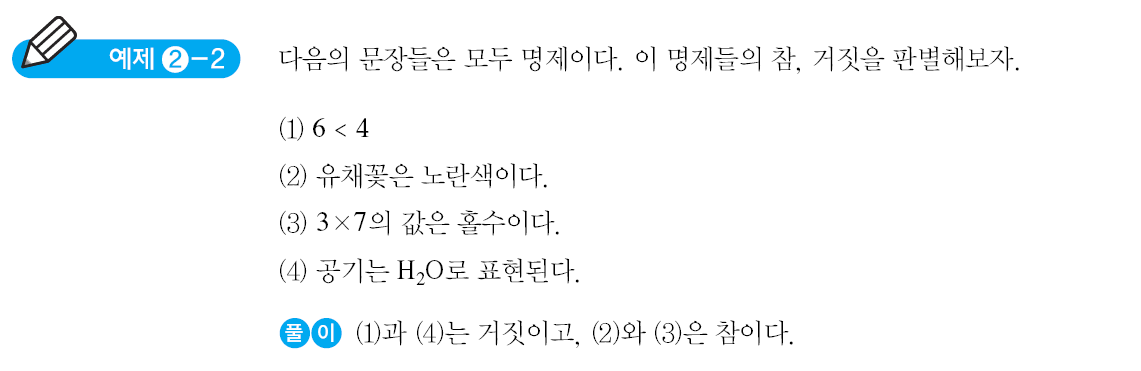 예제 2-2 다음의 문장들은 모두 명제이다. 이 명제들의 참, 거짓을 판별해보자.
(1) 6 < 4
(2) 유채꽃은 노란색이다.
(3) 3×7의 값은 홀수이다.
(4) 공기는 H₂O로 표현된다.
풀이 (1)과 (4)는 거짓이고, (2)와 (3)은 참이다.